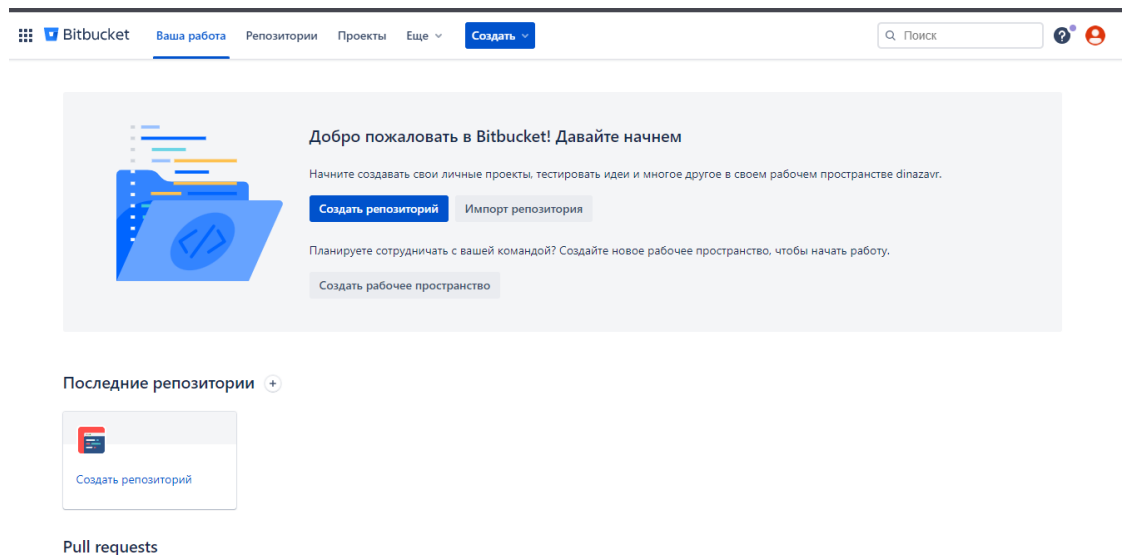 Bitbucket Ваша работа Репозитории Проекты Еще Создать Поиск
Добро пожаловать в Bitbucket! Давайте начнем
Начните создавать свои личные проекты, тестировать идеи и многое другое в своем рабочем пространстве dinazavr.
Создать репозиторий Импорт репозитория
Планируете сотрудничать с вашей командой? Создайте новое рабочее пространство, чтобы начать работу.
Создать рабочее пространство
Последние репозитории
Создать репозиторий
Pull requests